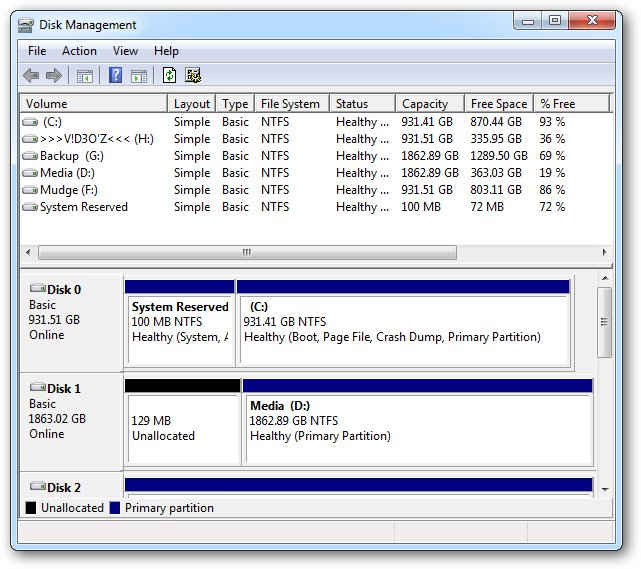 Disk Management
File Action View Help
Volume Layout Type File System Status Capacity Free Space % Free
(C:) Simple Basic NTFS Healthy ... 931.41 GB 870.44 GB 93 %
>>>V!D3O'Z<<< (H:) Simple Basic NTFS Healthy ... 931.51 GB 335.95 GB 36 %
Backup (G:) Simple Basic NTFS Healthy ... 1862.89 GB 1289.50 GB 69 %
Media (D:) Simple Basic NTFS Healthy ... 1862.89 GB 363.03 GB 19 %
Mudge (F:) Simple Basic NTFS Healthy ... 931.51 GB 803.11 GB 86 %
System Reserved Simple Basic NTFS Healthy ... 100 MB 72 MB 72 %
Disk 0
Basic
931.51 GB
Online
System Reserved
100 MB NTFS
Healthy (System, A
(C:)
931.41 GB NTFS
Healthy (Boot, Page File, Crash Dump, Primary Partition)
Disk 1
Basic
1863.02 GB
Online
129 MB
Unallocated
Media (D:)
1862.89 GB NTFS
Healthy (Primary Partition)
Disk 2
Unallocated Primary partition